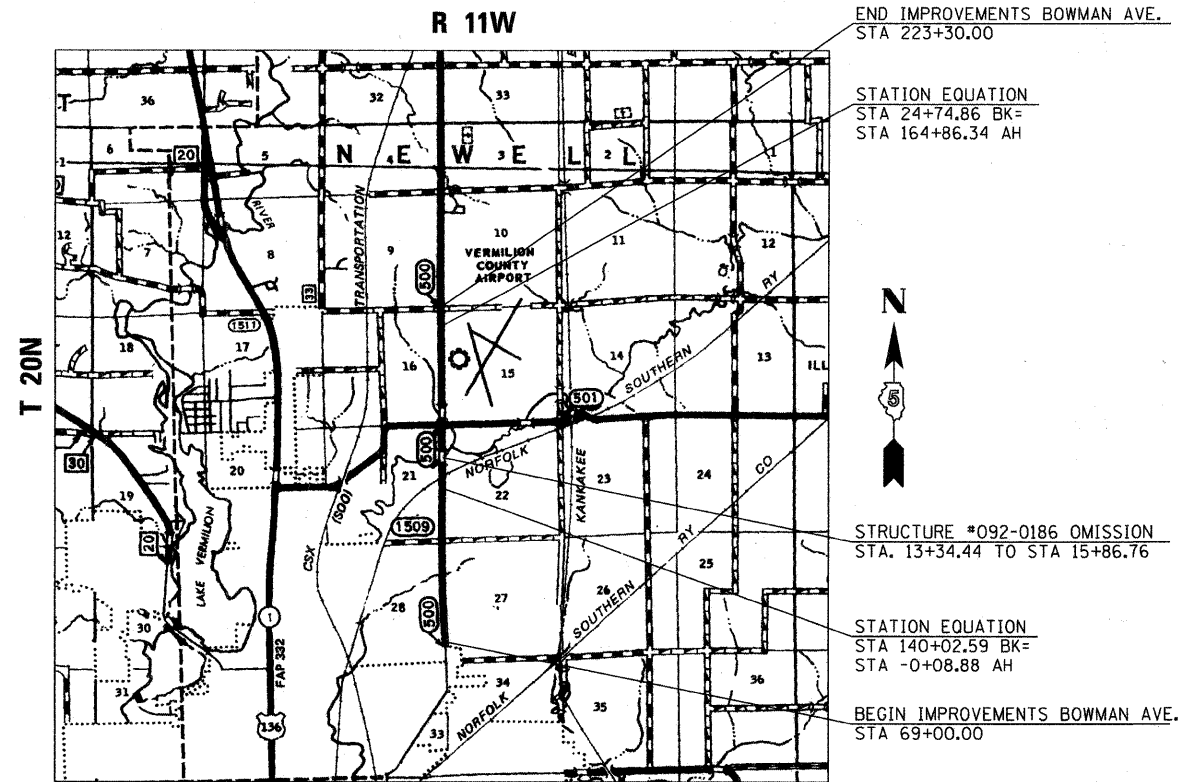 R 11W
END IMPROVEMENTS BOWMAN AVE.
STA 223+30.00
STATION EQUATION
STA 24+74.86 BK=
STA 164+86.34 AH
T 20N
36
T
32
33
6
20
5
N E W E L L
4
3
2
1
1
RIVER
TRANSPORTATION
12
7
8
9
10
11
12
VERMILION
COUNTY
AIRPORT
500
33
RY
1511
18
17
16
15
14
13
ILL
SOUTHERN
N
5
501
30
20
500
NORFOLK
21
22
23
24
CO
19
(SOO)
KANKAKEE
1509
RY
20
LAKE VERMILION
CSX
25
STRUCTURE #092-0186 OMISSION
STA. 13+34.44 TO STA 15+86.76
28
27
26
SOUTHERN
500
30
1
STATION EQUATION
STA 140+02.59 BK=
STA -0+08.88 AH
FAP 332
31
34
36
35
NORFOLK
33
136
BEGIN IMPROVEMENTS BOWMAN AVE.
STA 69+00.00